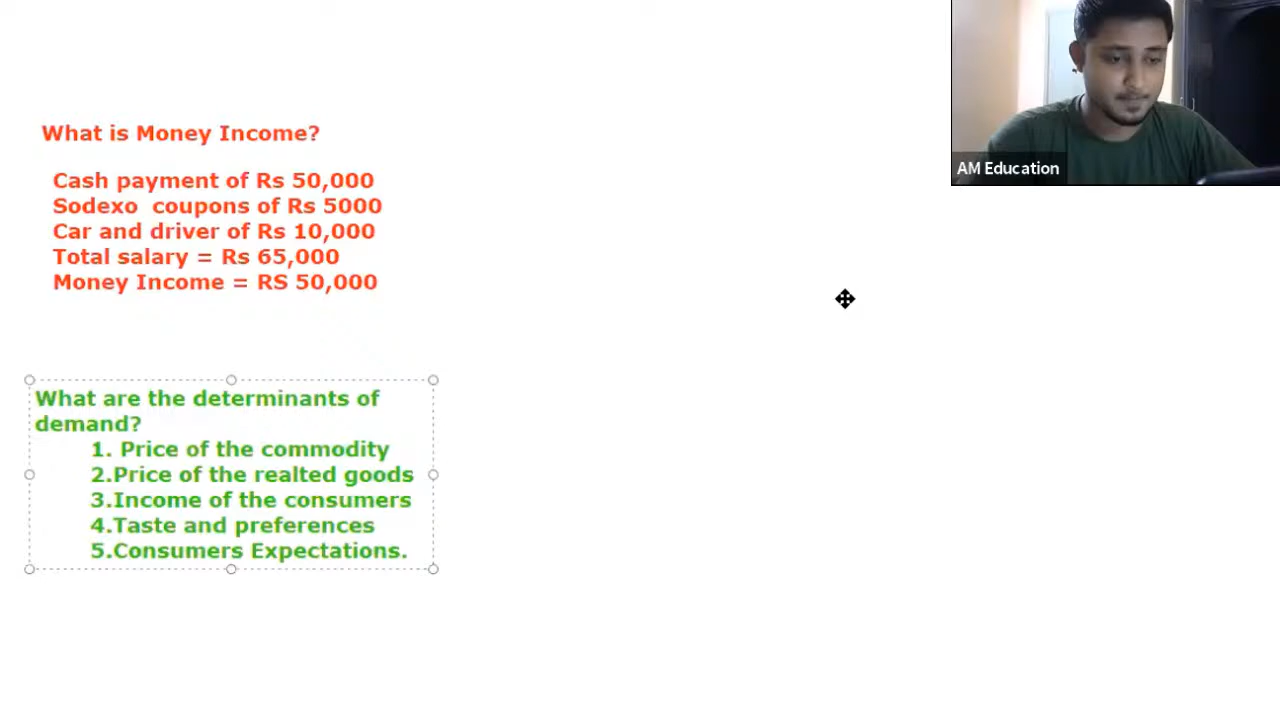 What is Money Income?
Cash payment of Rs 50,000
Sodexo coupons of Rs 5000
Car and driver of Rs 10,000
Total salary = Rs 65,000
Money Income = RS 50,000
AM Education
What are the determinants of
demand?
1. Price of the commodity
2.Price of the realted goods
3.Income of the consumers
4.Taste and preferences
5.Consumers Expectations.